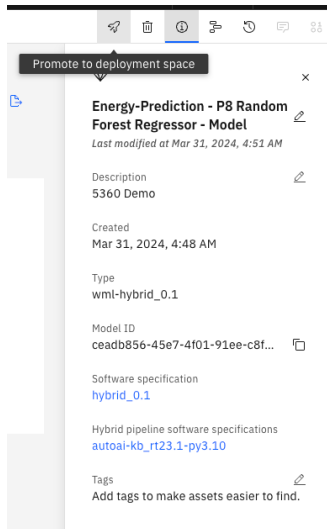 Promote to deployment space
Energy-Prediction - P8 Random
Forest Regressor - Model
Last modified at Mar 31, 2024, 4:51 AM
Description
5360 Demo
Created
Mar 31, 2024, 4:48 AM
Type
wml-hybrid_0.1
Model ID
ceadb856-45e7-4f01-91ee-c8f...
Software specification
hybrid_0.1
Hybrid pipeline software specifications
autoai-kb_rt23.1-py3.10
Tags
Add tags to make assets easier to find.